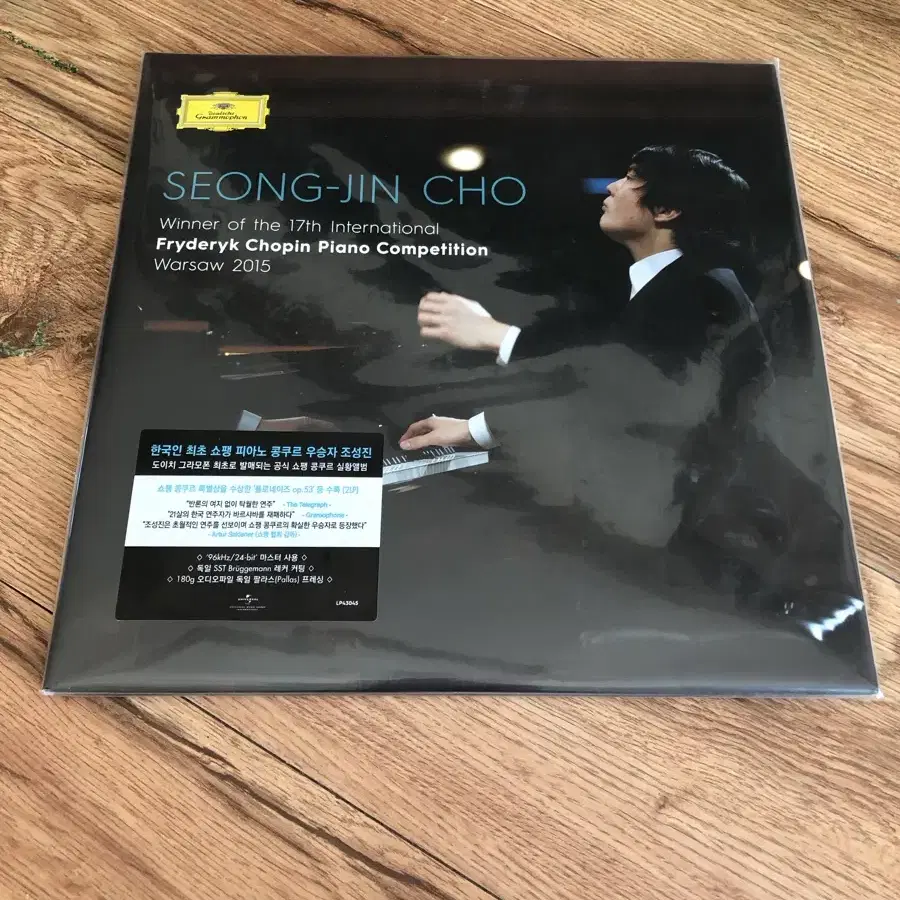 Deutsche
Grammophon
SEONG-JIN CHO
Winner of the 17th International
Fryderyk Chopin Piano Competition
Warsaw 2015
한국인 최초 쇼팽 피아노 콩쿠르 우승자 조성진
도이치 그라모폰 최초로 발매되는 공식 쇼팽 콩쿠르 실황앨범
쇼팽 콩쿠르 특별상을 수상한 '폴로네이즈 op.53' 등 수록 (2LP)
"반론의 여지 없이 탁월한 연주" - The Telegraph -
"21살의 한국 연주자가 바르샤바를 재패하다" - Gramophone -
"조성진은 초월적인 연주를 선보이며 쇼팽 콩쿠르의 확실한 우승자로 등장했다"
- Artur Szklener (쇼팽 협회 감독) -
◇ '96kHz/24-bit' 마스터 사용 ◇
◇ 독일 SST Brüggemann 래커 커팅 ◇
◇ 180g 오디오파일 독일 팔라스(Pallas) 프레싱 ◇
UNIVERSAL
LP43045